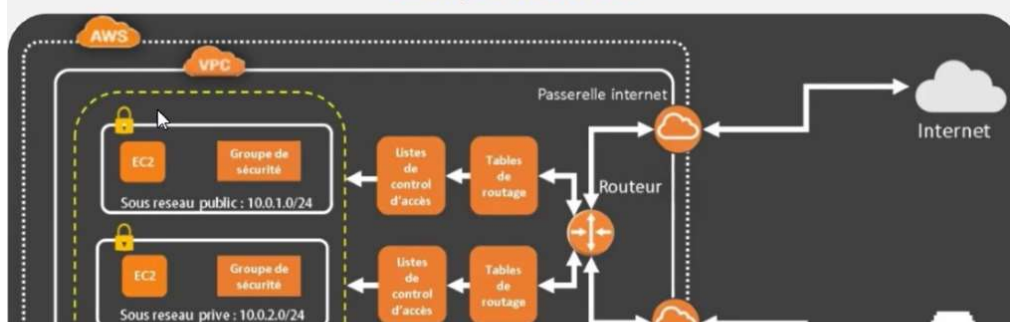 AWS
VPC
Passerelle internet
Internet
EC2
Groupe de
sécurité
Sous reseau public : 10.0.1.0/24
Listes
de
control
d'accès
Tables
de
routage
Routeur
EC2
Groupe de
sécurité
Sous reseau prive : 10.0.2.0/24
Listes
de
control
d'accès
Tables
de
routage